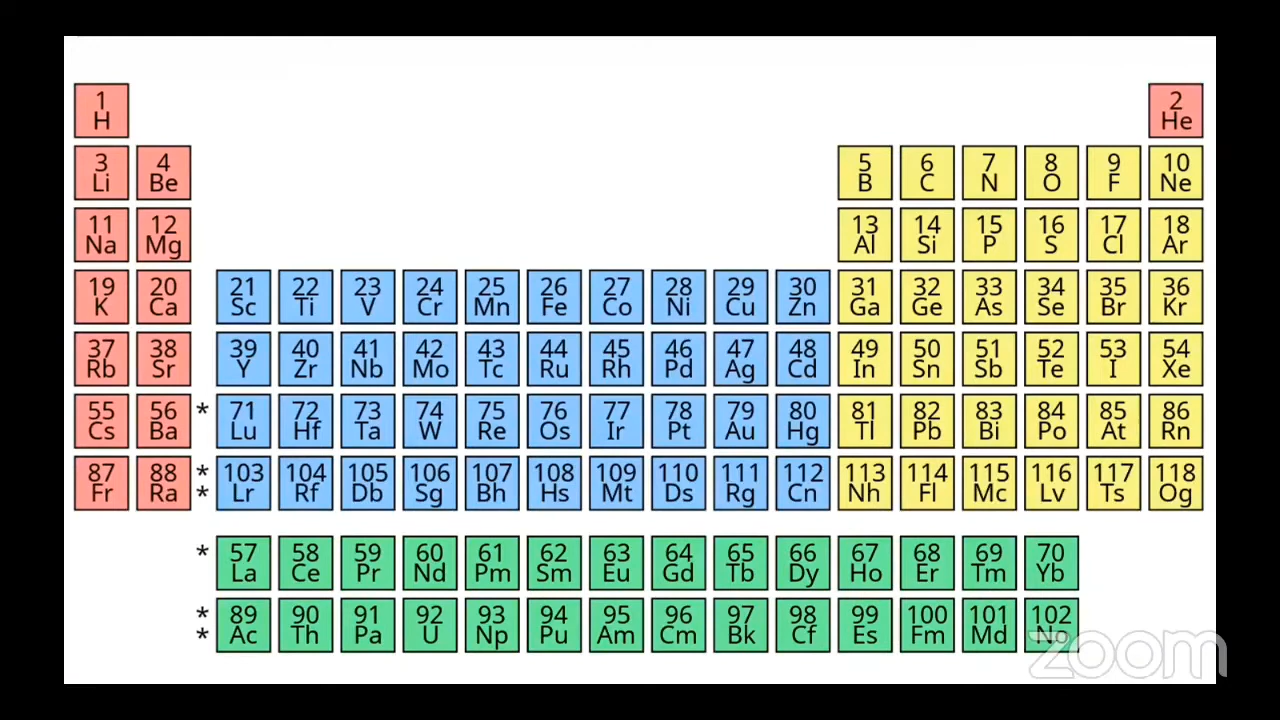 1 2
H He
3 4 5 6 7 8 9 10
Li Be B C N O F Ne
11 12 13 14 15 16 17 18
Na Mg Al Si P S Cl Ar
19 20 21 22 23 24 25 26 27 28 29 30 31 32 33 34 35 36
K Ca Sc Ti V Cr Mn Fe Co Ni Cu Zn Ga Ge As Se Br Kr
37 38 39 40 41 42 43 44 45 46 47 48 49 50 51 52 53 54
Rb Sr Y Zr Nb Mo Tc Ru Rh Pd Ag Cd In Sn Sb Te I Xe
55 56 * 71 72 73 74 75 76 77 78 79 80 81 82 83 84 85 86
Cs Ba Lu Hf Ta W Re Os Ir Pt Au Hg Tl Pb Bi Po At Rn
87 88 * 103 104 105 106 107 108 109 110 111 112 113 114 115 116 117 118
Fr Ra * Lr Rf Db Sg Bh Hs Mt Ds Rg Cn Nh Fl Mc Lv Ts Og
* 57 58 59 60 61 62 63 64 65 66 67 68 69 70
La Ce Pr Nd Pm Sm Eu Gd Tb Dy Ho Er Tm Yb
* 89 90 91 92 93 94 95 96 97 98 99 100 101 102
* Ac Th Pa U Np Pu Am Cm Bk Cf Es Fm Md No
zoom